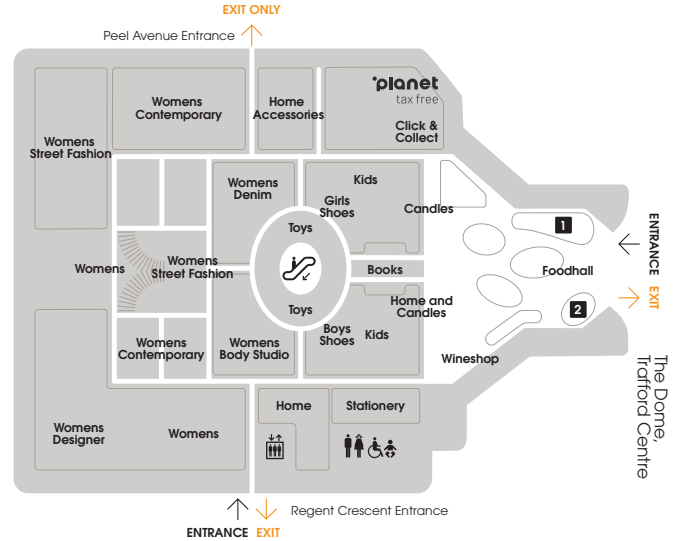 EXIT ONLY
Peel Avenue Entrance
planet
tax free
Womens
Contemporary
Home
Accessories
Click &
Collect
Womens
Street Fashion
Womens
Denim
Kids
Girls
Shoes
Candles
Toys
1
ENTRANCE
Womens
Womens
Street Fashion
Books
Foodhall
EXIT
Toys
Home and
Candles
2
Womens
Contemporary
Womens
Body Studio
Boys
Shoes
Kids
Wineshop
The Dome,
Trafford Centre
Home
Stationery
Womens
Designer
Womens
Regent Crescent Entrance
ENTRANCE EXIT